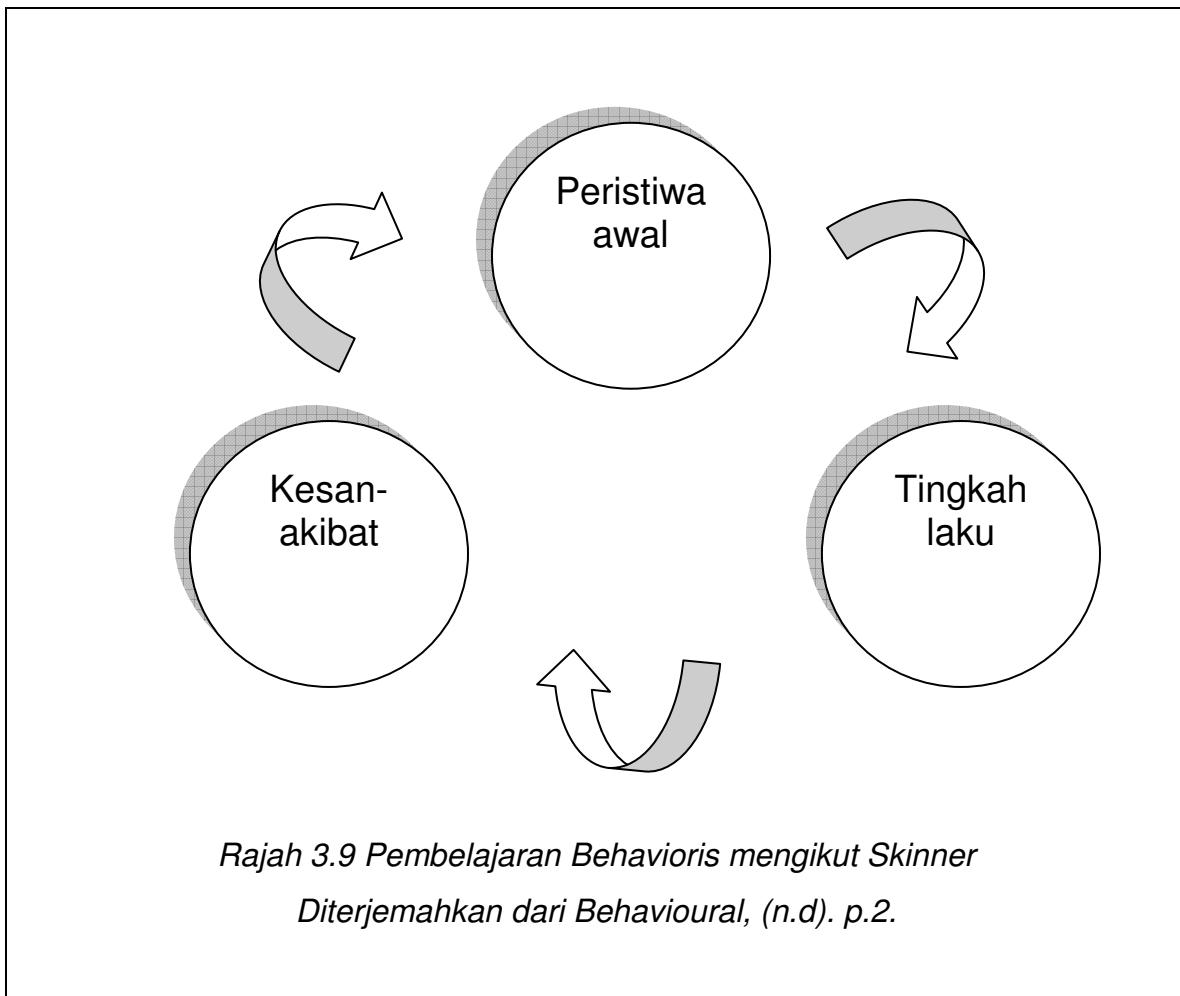 Peristiwa
awal
Kesan-
akibat
Tingkah
laku
Rajah 3.9 Pembelajaran Behavioris mengikut Skinner
Diterjemahkan dari Behavioural, (n.d). p.2.